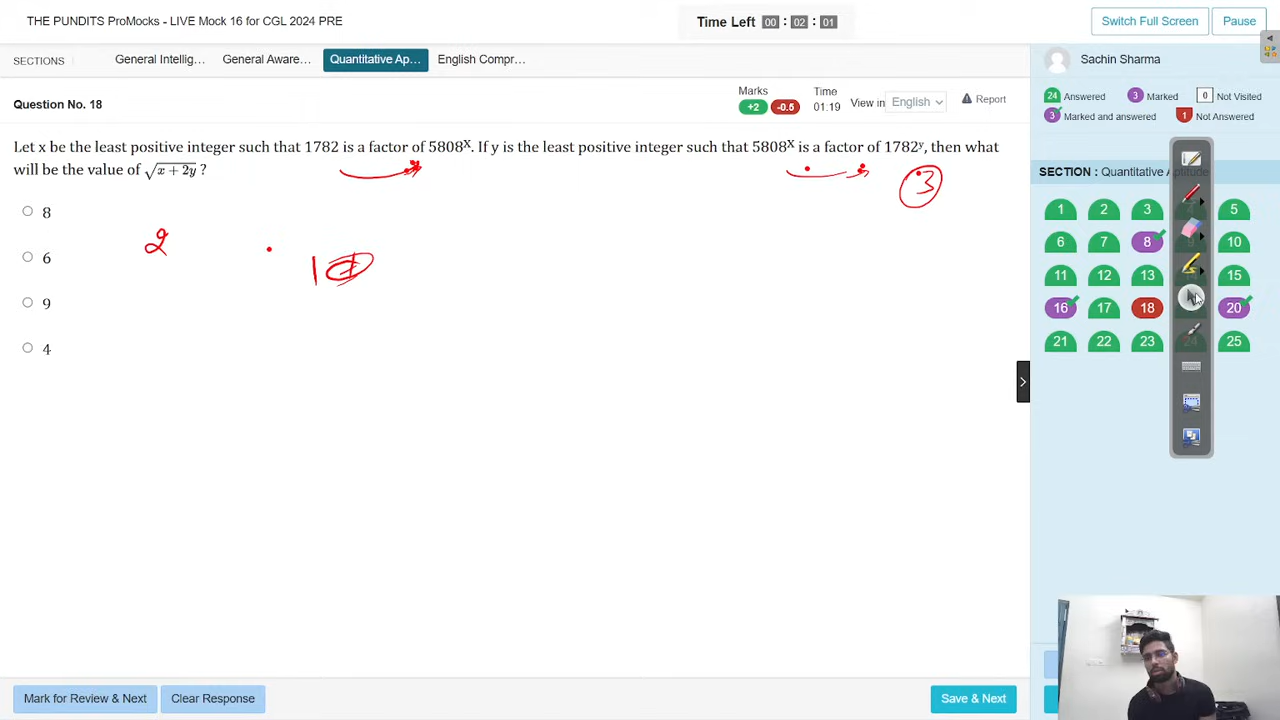 THE PUNDITS ProMocks - LIVE Mock 16 for CGL 2024 PRE
Time Left 00 : 02 : 01
Switch Full Screen
Pause
SECTIONS
General Intellig...
General Aware...
Quantitative Ap...
English Compr...
Sachin Sharma
Question No. 18
Marks
+2 -0.5
Time
01:19
View in English
Report
24 Answered
3 Marked
0 Not Visited
3 Marked and answered
1 Not Answered
Let x be the least positive integer such that 1782 is a factor of 5808ˣ. If y is the least positive integer such that 5808ˣ is a factor of 1782ʸ, then what
will be the value of √(x + 2y) ?
3
8
2
6
1
9
4
SECTION : Quantitative Aptitude
1 2 3 5
6 7 8 10
11 12 13 15
16 17 18 20
21 22 23 24 25
Mark for Review & Next
Clear Response
Save & Next